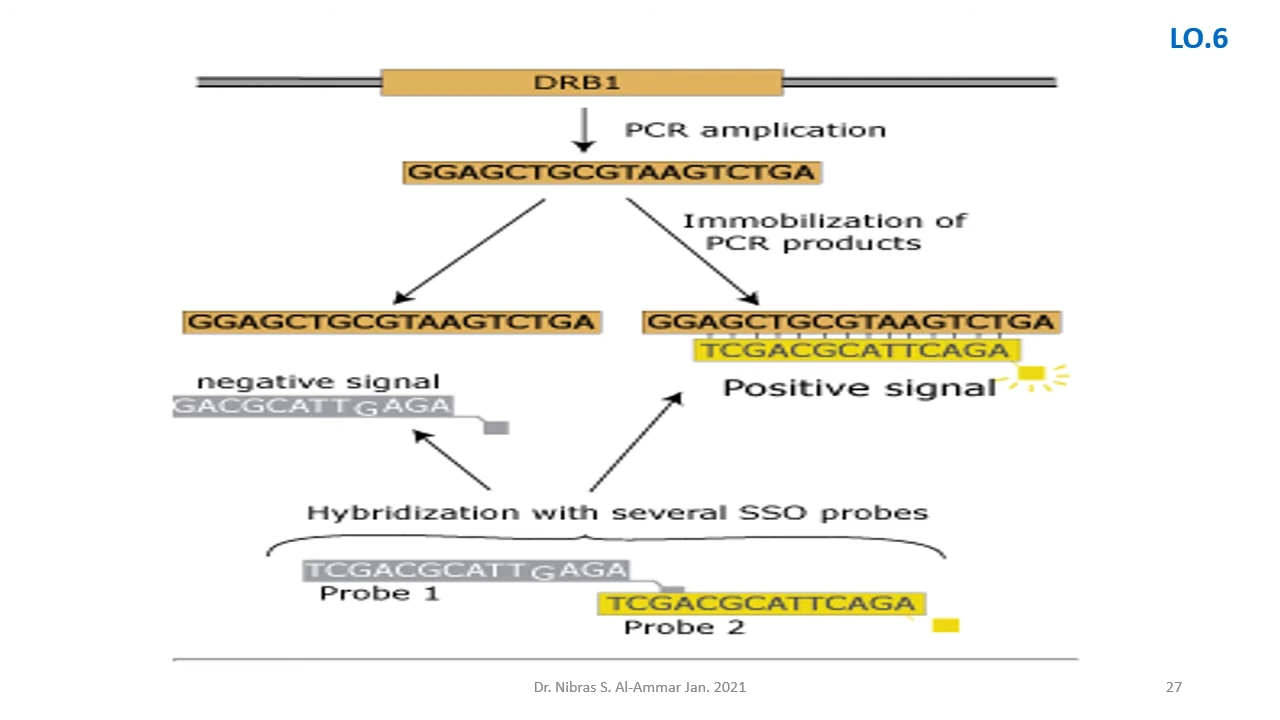 LO.6
DRB1
PCR amplication
GGAGCTGCGTAAGTCTGA
Immobilization of
PCR products
GGAGCTGCGTAAGTCTGA
GGAGCTGCGTAAGTCTGA
TCGACGCATTCAGA
negative signal
Positive signal
GACGCATTGAGA
Hybridization with several SSO probes
TCGACGCATTGAGA
Probe 1
TCGACGCATTCAGA
Probe 2
Dr. Nibras S. Al-Ammar Jan. 2021
27